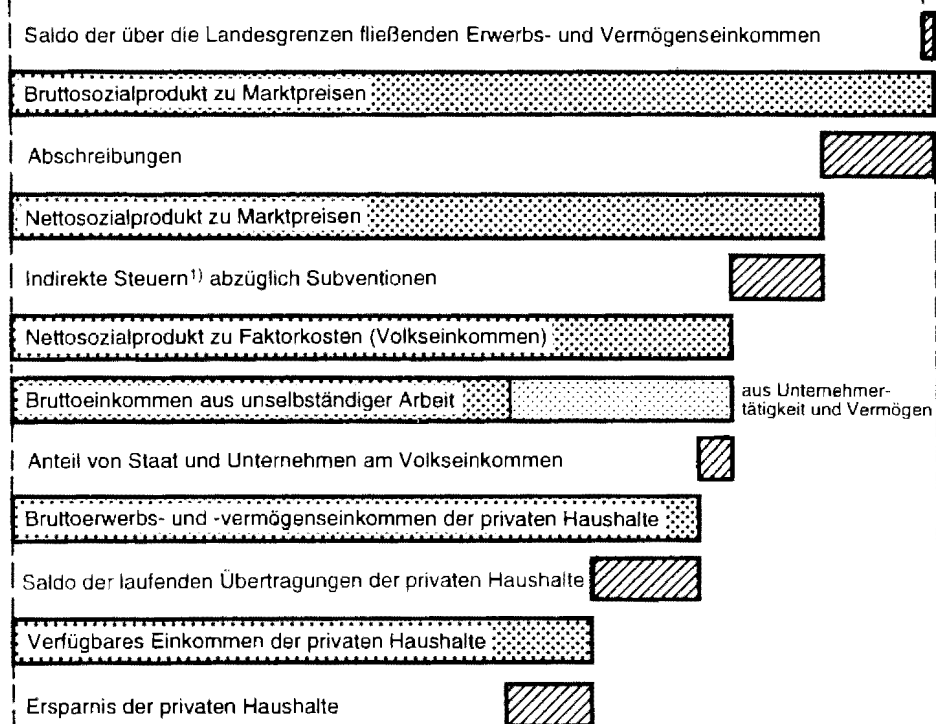 Saldo der über die Landesgrenzen fließenden Erwerbs- und Vermögenseinkommen
Bruttosozialprodukt zu Marktpreisen
Abschreibungen
Nettosozialprodukt zu Marktpreisen
Indirekte Steuern¹⁾ abzüglich Subventionen
Nettosozialprodukt zu Faktorkosten (Volkseinkommen)
Bruttoeinkommen aus unselbständiger Arbeit
aus Unternehmer-
tätigkeit und Vermögen
Anteil von Staat und Unternehmen am Volkseinkommen
Bruttoerwerbs- und -vermögenseinkommen der privaten Haushalte
Saldo der laufenden Übertragungen der privaten Haushalte
Verfügbares Einkommen der privaten Haushalte
Ersparnis der privaten Haushalte